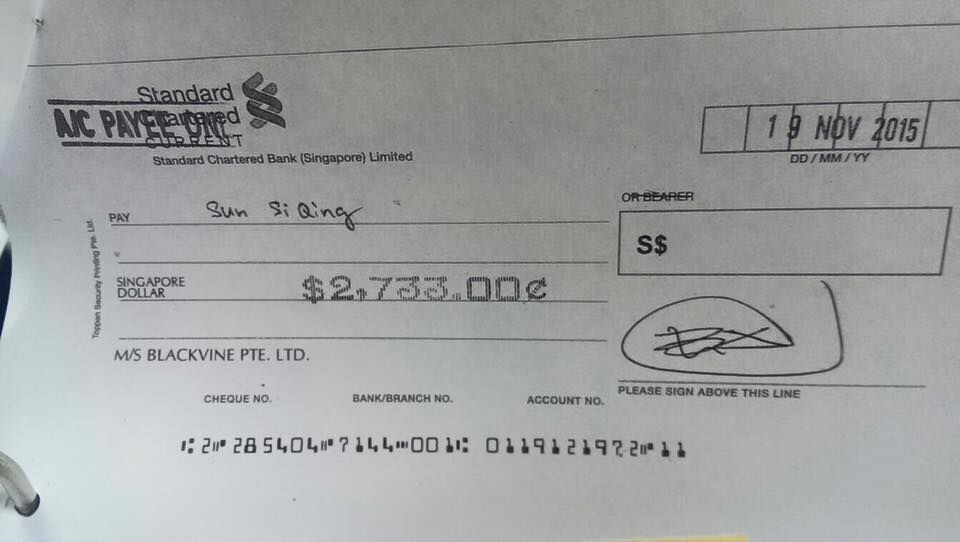 Standard
Chartered
A/C PAYEE ONLY
CURRENT
Standard Chartered Bank (Singapore) Limited
19 NOV 2015
DD / MM / YY
PAY Sun Si Qing
OR BEARER
S$
SINGAPORE
DOLLAR
$2,733.00¢
Toppan Security Printing Pte. Ltd.
M/S BLACKVINE PTE. LTD.
PLEASE SIGN ABOVE THIS LINE
CHEQUE NO. BANK/BRANCH NO. ACCOUNT NO.
⑆2⑈285404⑈7144⑉001⑆ 0119121972⑈11